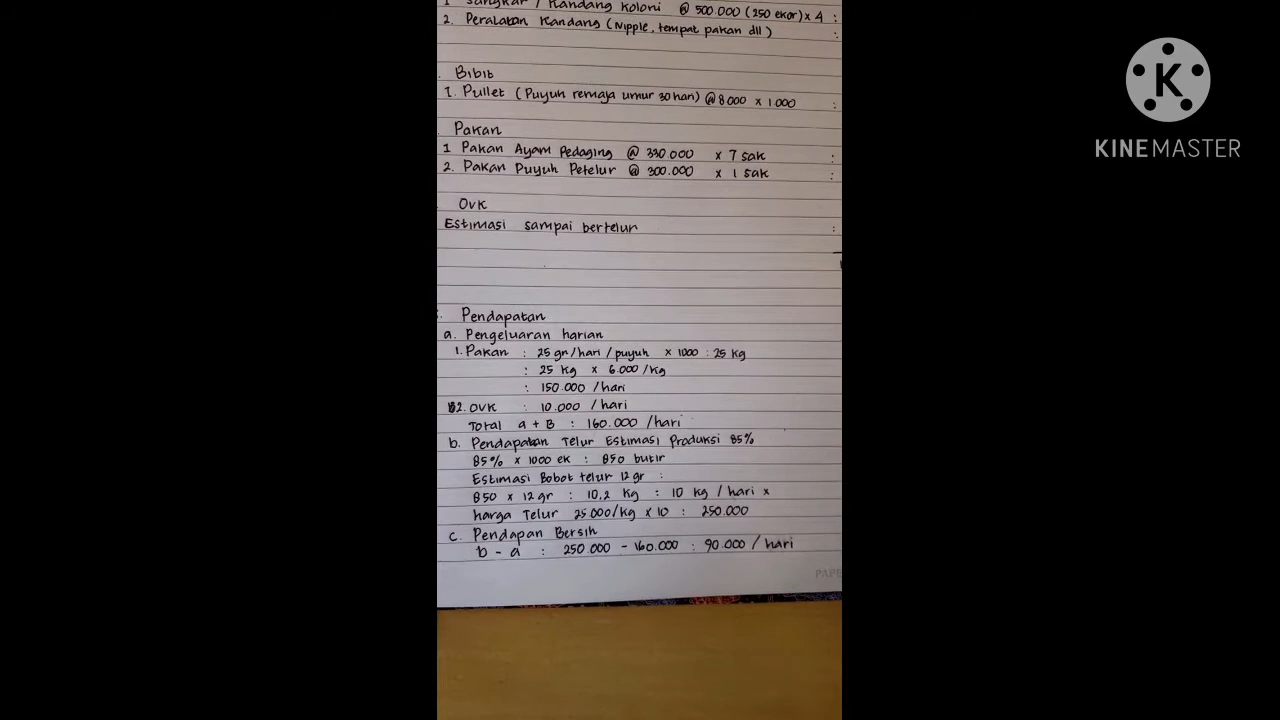 1 Sangkar / Kandang Koloni @ 500.000 (250 ekor) x 4 :
2. Peralatan Kandang (Nipple, tempat pakan dll) :
. Bibit
1. Pullet (Puyuh remaja umur 30 hari) @ 8000 x 1.000 :
Pakan
1 Pakan Ayam Pedaging @ 330.000 x 7 sak :
2. Pakan Puyuh Petelur @ 300.000 x 1 sak :
OVK
Estimasi sampai bertelur :
Pendapatan
a. Pengeluaran harian
1. Pakan : 25 gr/hari/puyuh x 1000 : 25 kg
: 25 kg x 6.000 /kg
: 150.000 /hari
2. OVK : 10.000 /hari
Total a + B : 160.000 /hari
b. Pendapatan Telur Estimasi Produksi 85%
85% x 1000 ek : 850 butir
Estimasi Bobot telur 12 gr :
850 x 12 gr : 10,2 kg : 10 kg / hari x
harga Telur 25.000/kg x 10 : 250.000
c. Pendapan Bersih
b - a : 250.000 - 160.000 : 90.000 / hari
PAPE
K
KINEMASTER